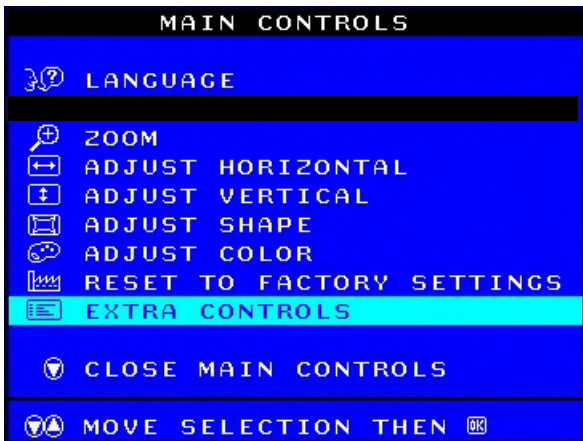 MAIN CONTROLS
LANGUAGE
ZOOM
ADJUST HORIZONTAL
ADJUST VERTICAL
ADJUST SHAPE
ADJUST COLOR
RESET TO FACTORY SETTINGS
EXTRA CONTROLS
CLOSE MAIN CONTROLS
MOVE SELECTION THEN OK